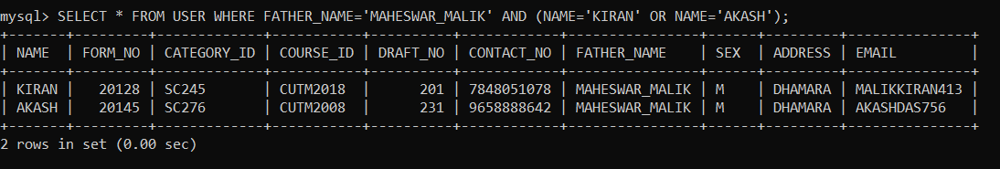 mysql> SELECT * FROM USER WHERE FATHER_NAME='MAHESWAR_MALIK' AND (NAME='KIRAN' OR NAME='AKASH');
+-------+---------+-------------+-----------+----------+------------+----------------+------+---------+--------------+
| NAME  | FORM_NO | CATEGORY_ID | COURSE_ID | DRAFT_NO | CONTACT_NO | FATHER_NAME    | SEX  | ADDRESS | EMAIL        |
+-------+---------+-------------+-----------+----------+------------+----------------+------+---------+--------------+
| KIRAN |   20128 | SC245       | CUTM2018  |      201 | 7848051078 | MAHESWAR_MALIK | M    | DHAMARA | MALIKKIRAN413 |
| AKASH |   20145 | SC276       | CUTM2008  |      231 | 9658888642 | MAHESWAR_MALIK | M    | DHAMARA | AKASHDAS756  |
+-------+---------+-------------+-----------+----------+------------+----------------+------+---------+--------------+
2 rows in set (0.00 sec)